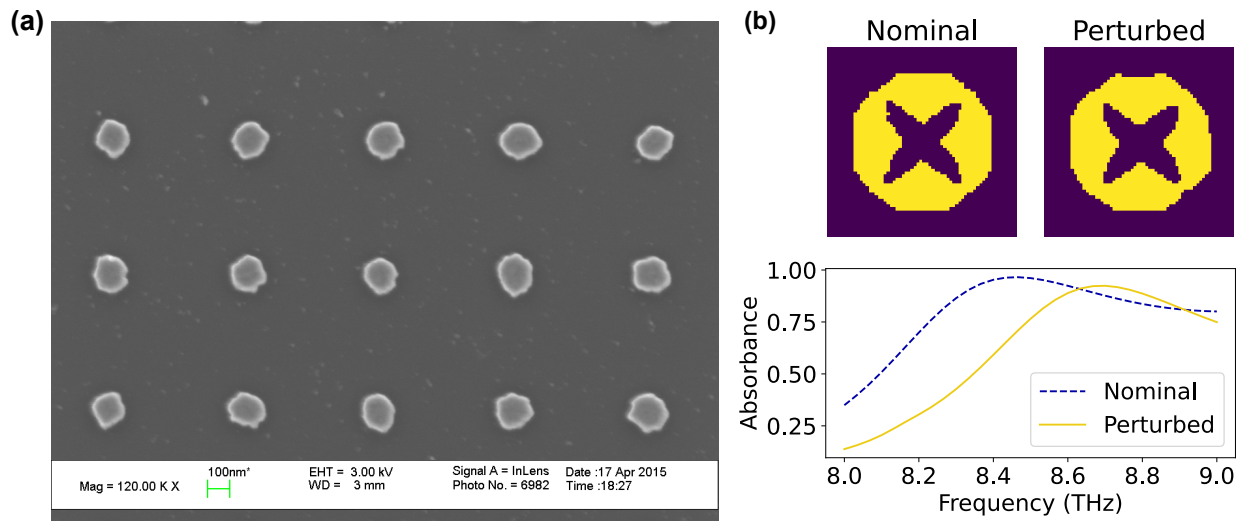 (a)
100nm*
Mag = 120.00 K X
EHT = 3.00 kV
WD = 3 mm
Signal A = InLens
Photo No. = 6982
Date :17 Apr 2015
Time :18:27
(b)
Nominal
Perturbed
Absorbance
1.00
0.75
0.50
0.25
Nominal
Perturbed
8.0 8.2 8.4 8.6 8.8 9.0
Frequency (THz)